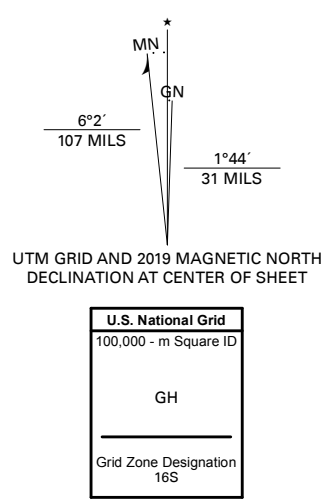 MN
GN
6°2´
107 MILS
1°44´
31 MILS
UTM GRID AND 2019 MAGNETIC NORTH
DECLINATION AT CENTER OF SHEET
U.S. National Grid
100,000 - m Square ID
GH
Grid Zone Designation
16S